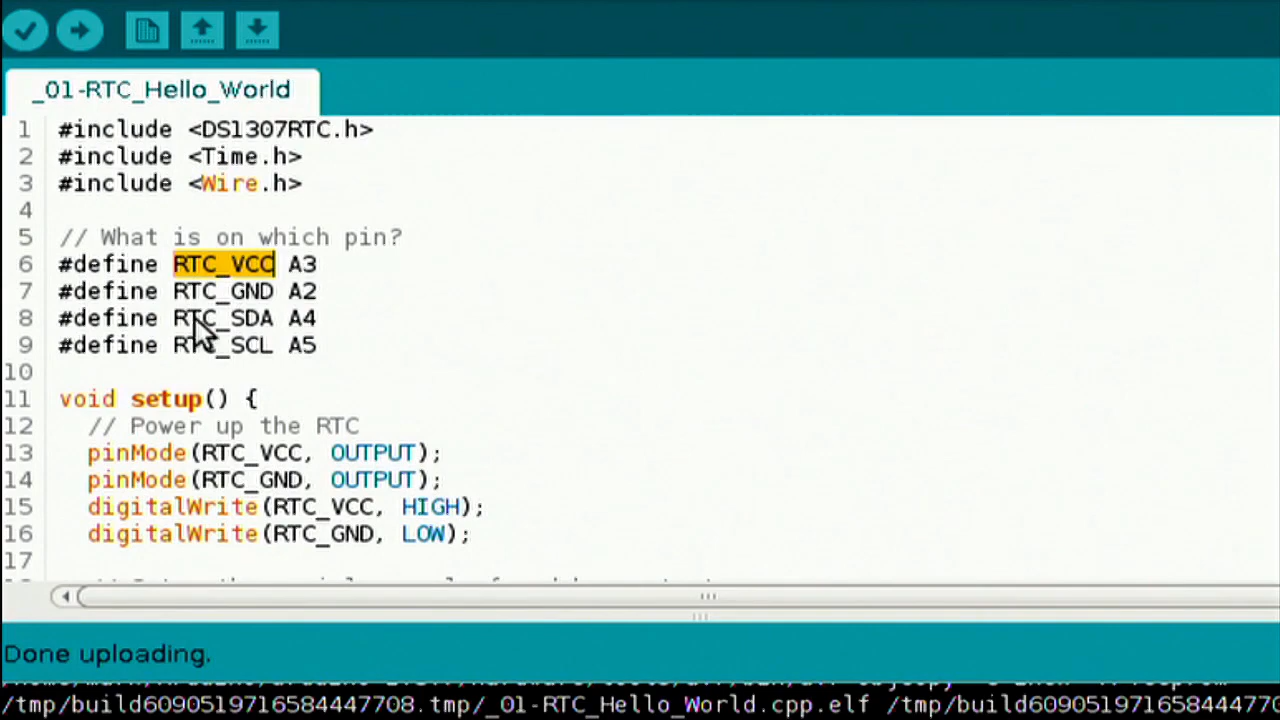 _01-RTC_Hello_World
1 #include <DS1307RTC.h>
2 #include <Time.h>
3 #include <Wire.h>
4
5 // What is on which pin?
6 #define RTC_VCC A3
7 #define RTC_GND A2
8 #define RTC_SDA A4
9 #define RTC_SCL A5
10
11 void setup() {
12 // Power up the RTC
13 pinMode(RTC_VCC, OUTPUT);
14 pinMode(RTC_GND, OUTPUT);
15 digitalWrite(RTC_VCC, HIGH);
16 digitalWrite(RTC_GND, LOW);
17
Done uploading.
/tmp/build6090519716584447708.tmp/_01-RTC_Hello_World.cpp.elf /tmp/build609051971658444770